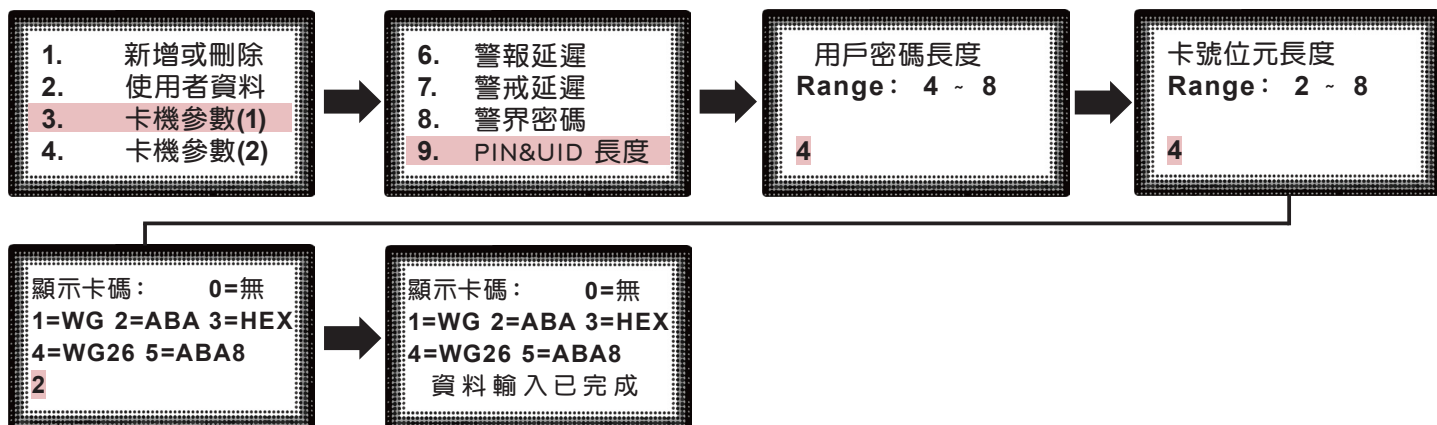 1. 新增或刪除
2. 使用者資料
3. 卡機參數(1)
4. 卡機參數(2)
6. 警報延遲
7. 警戒延遲
8. 警界密碼
9. PIN&UID 長度
用戶密碼長度
Range: 4 ~ 8
4
卡號位元長度
Range: 2 ~ 8
4
顯示卡碼: 0=無
1=WG 2=ABA 3=HEX
4=WG26 5=ABA8
2
顯示卡碼: 0=無
1=WG 2=ABA 3=HEX
4=WG26 5=ABA8
資料輸入已完成